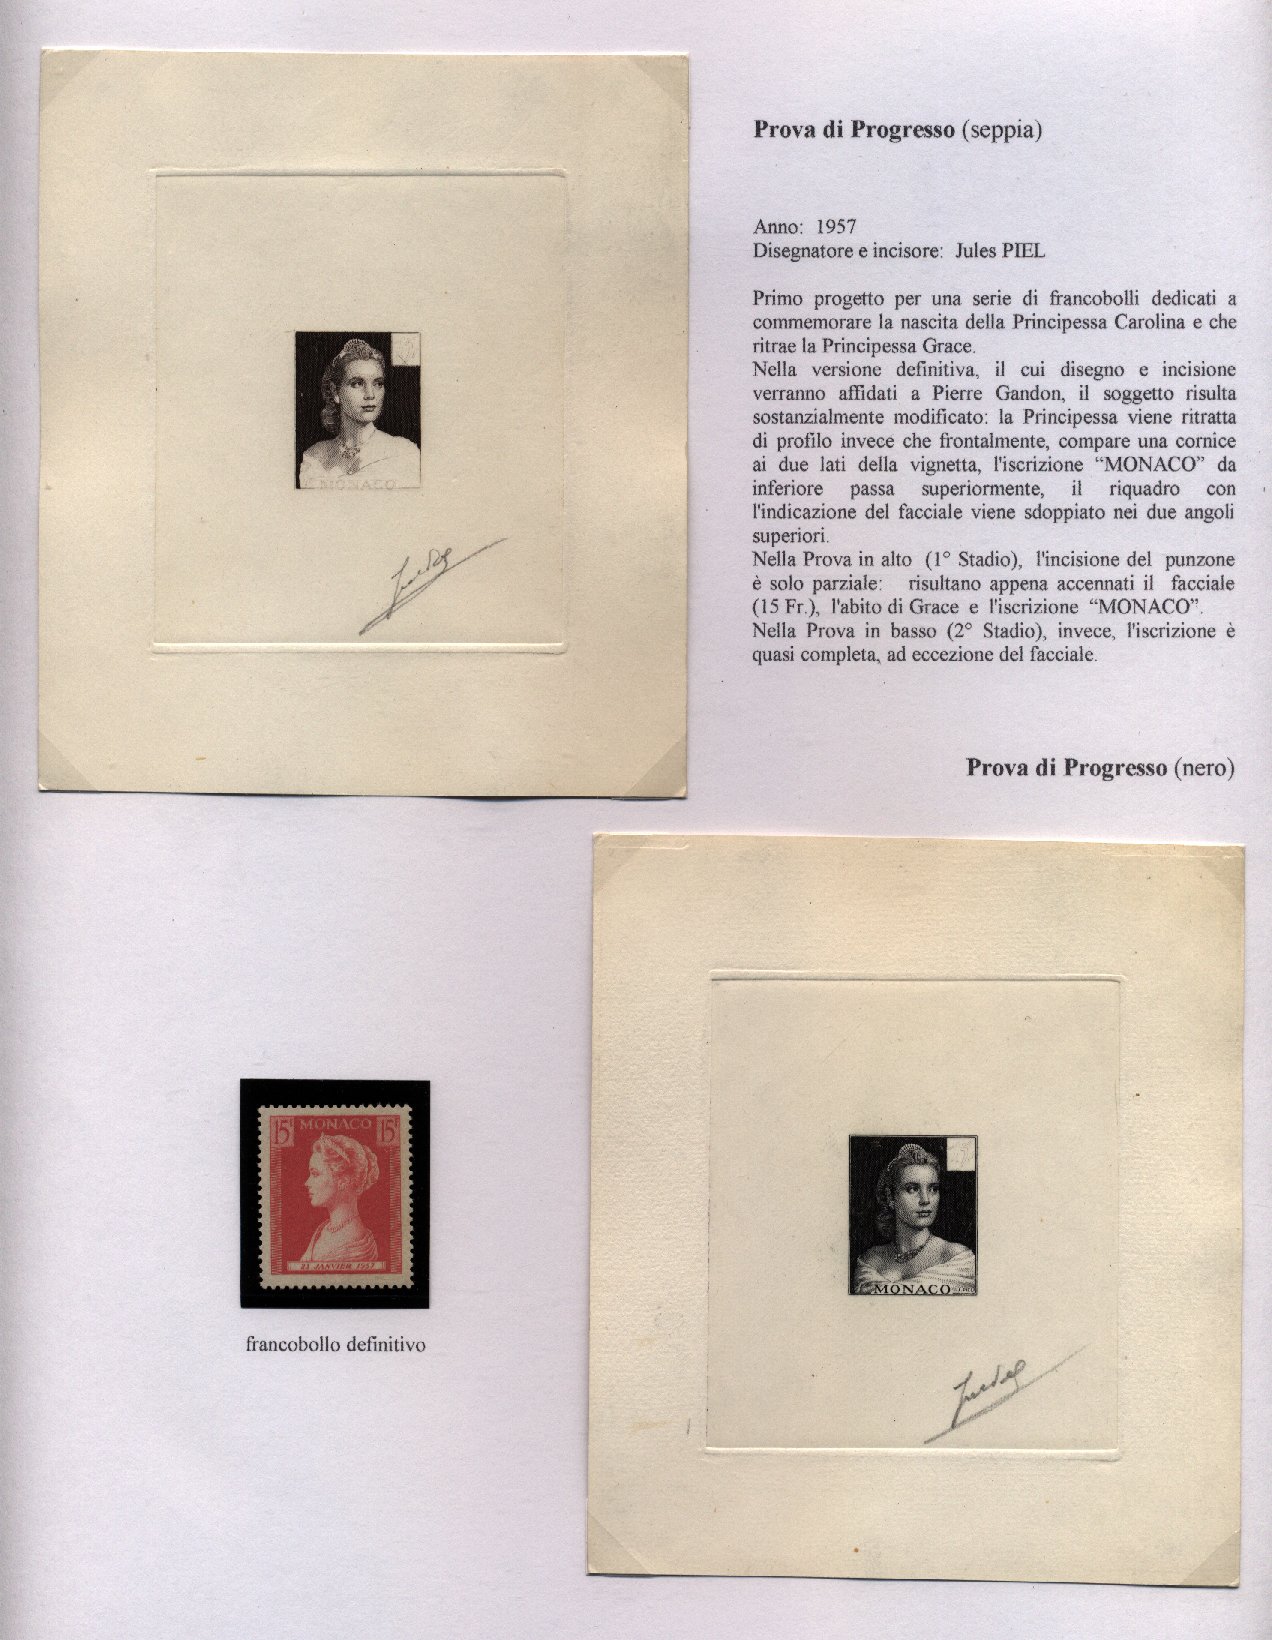 Prova di Progresso (seppia)
Anno: 1957
Disegnatore e incisore: Jules PIEL
Primo progetto per una serie di francobolli dedicati a
commemorare la nascita della Principessa Carolina e che
ritrae la Principessa Grace.
Nella versione definitiva, il cui disegno e incisione
verranno affidati a Pierre Gandon, il soggetto risulta
sostanzialmente modificato: la Principessa viene ritratta
di profilo invece che frontalmente, compare una cornice
ai due lati della vignetta, l'iscrizione “MONACO” da
inferiore passa superiormente, il riquadro con
l'indicazione del facciale viene sdoppiato nei due angoli
superiori.
Nella Prova in alto (1° Stadio), l'incisione del punzone
è solo parziale: risultano appena accennati il facciale
(15 Fr.), l'abito di Grace e l'iscrizione “MONACO”.
Nella Prova in basso (2° Stadio), invece, l'iscrizione è
quasi completa, ad eccezione del facciale.
MONACO
Prova di Progresso (nero)
15F MONACO 15F
23 JANVIER 1957
francobollo definitivo
MONACO